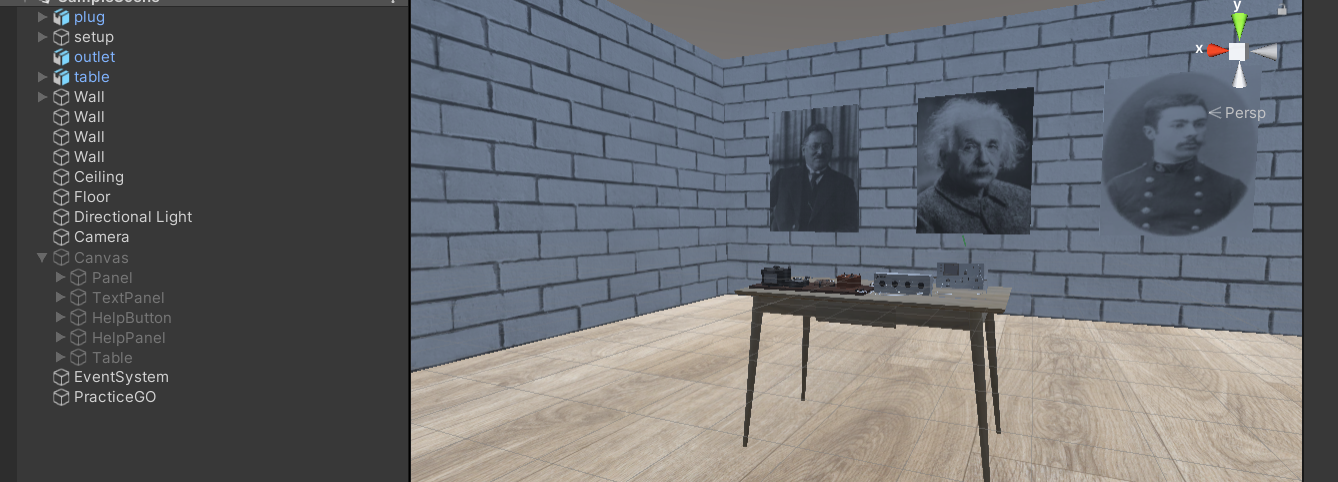 SampleScene
plug
setup
outlet
table
Wall
Wall
Wall
Wall
Ceiling
Floor
Directional Light
Camera
Canvas
Panel
TextPanel
HelpButton
HelpPanel
Table
EventSystem
PracticeGO
y
x
Persp